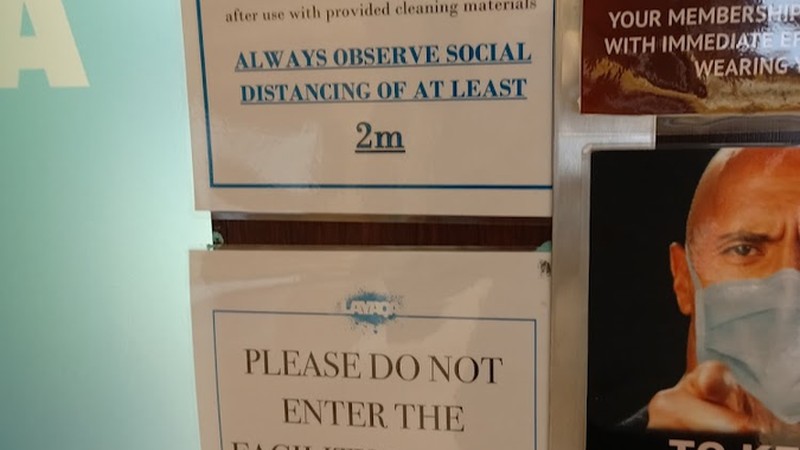 A
after use with provided cleaning materials
ALWAYS OBSERVE SOCIAL
DISTANCING OF AT LEAST
2m
PLEASE DO NOT
ENTER THE
YOUR MEMBERSHIP
WITH IMMEDIATE
WEARING